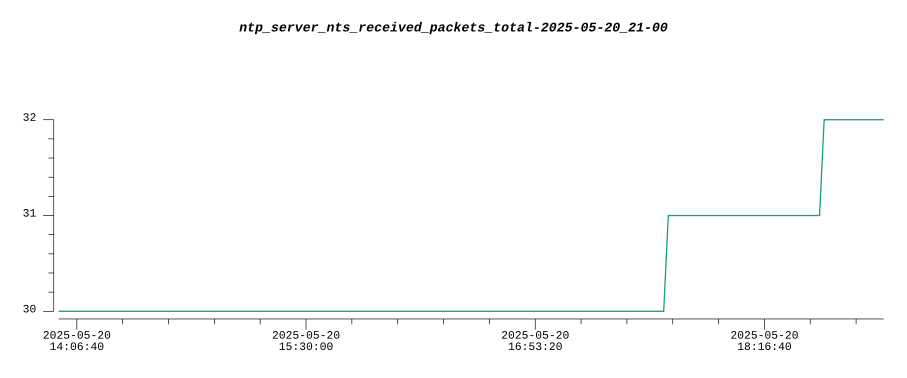 ntp_server_nts_received_packets_total-2025-05-20_21-00
32
31
30
2025-05-20 2025-05-20 2025-05-20 2025-05-20
14:06:40 15:30:00 16:53:20 18:16:40